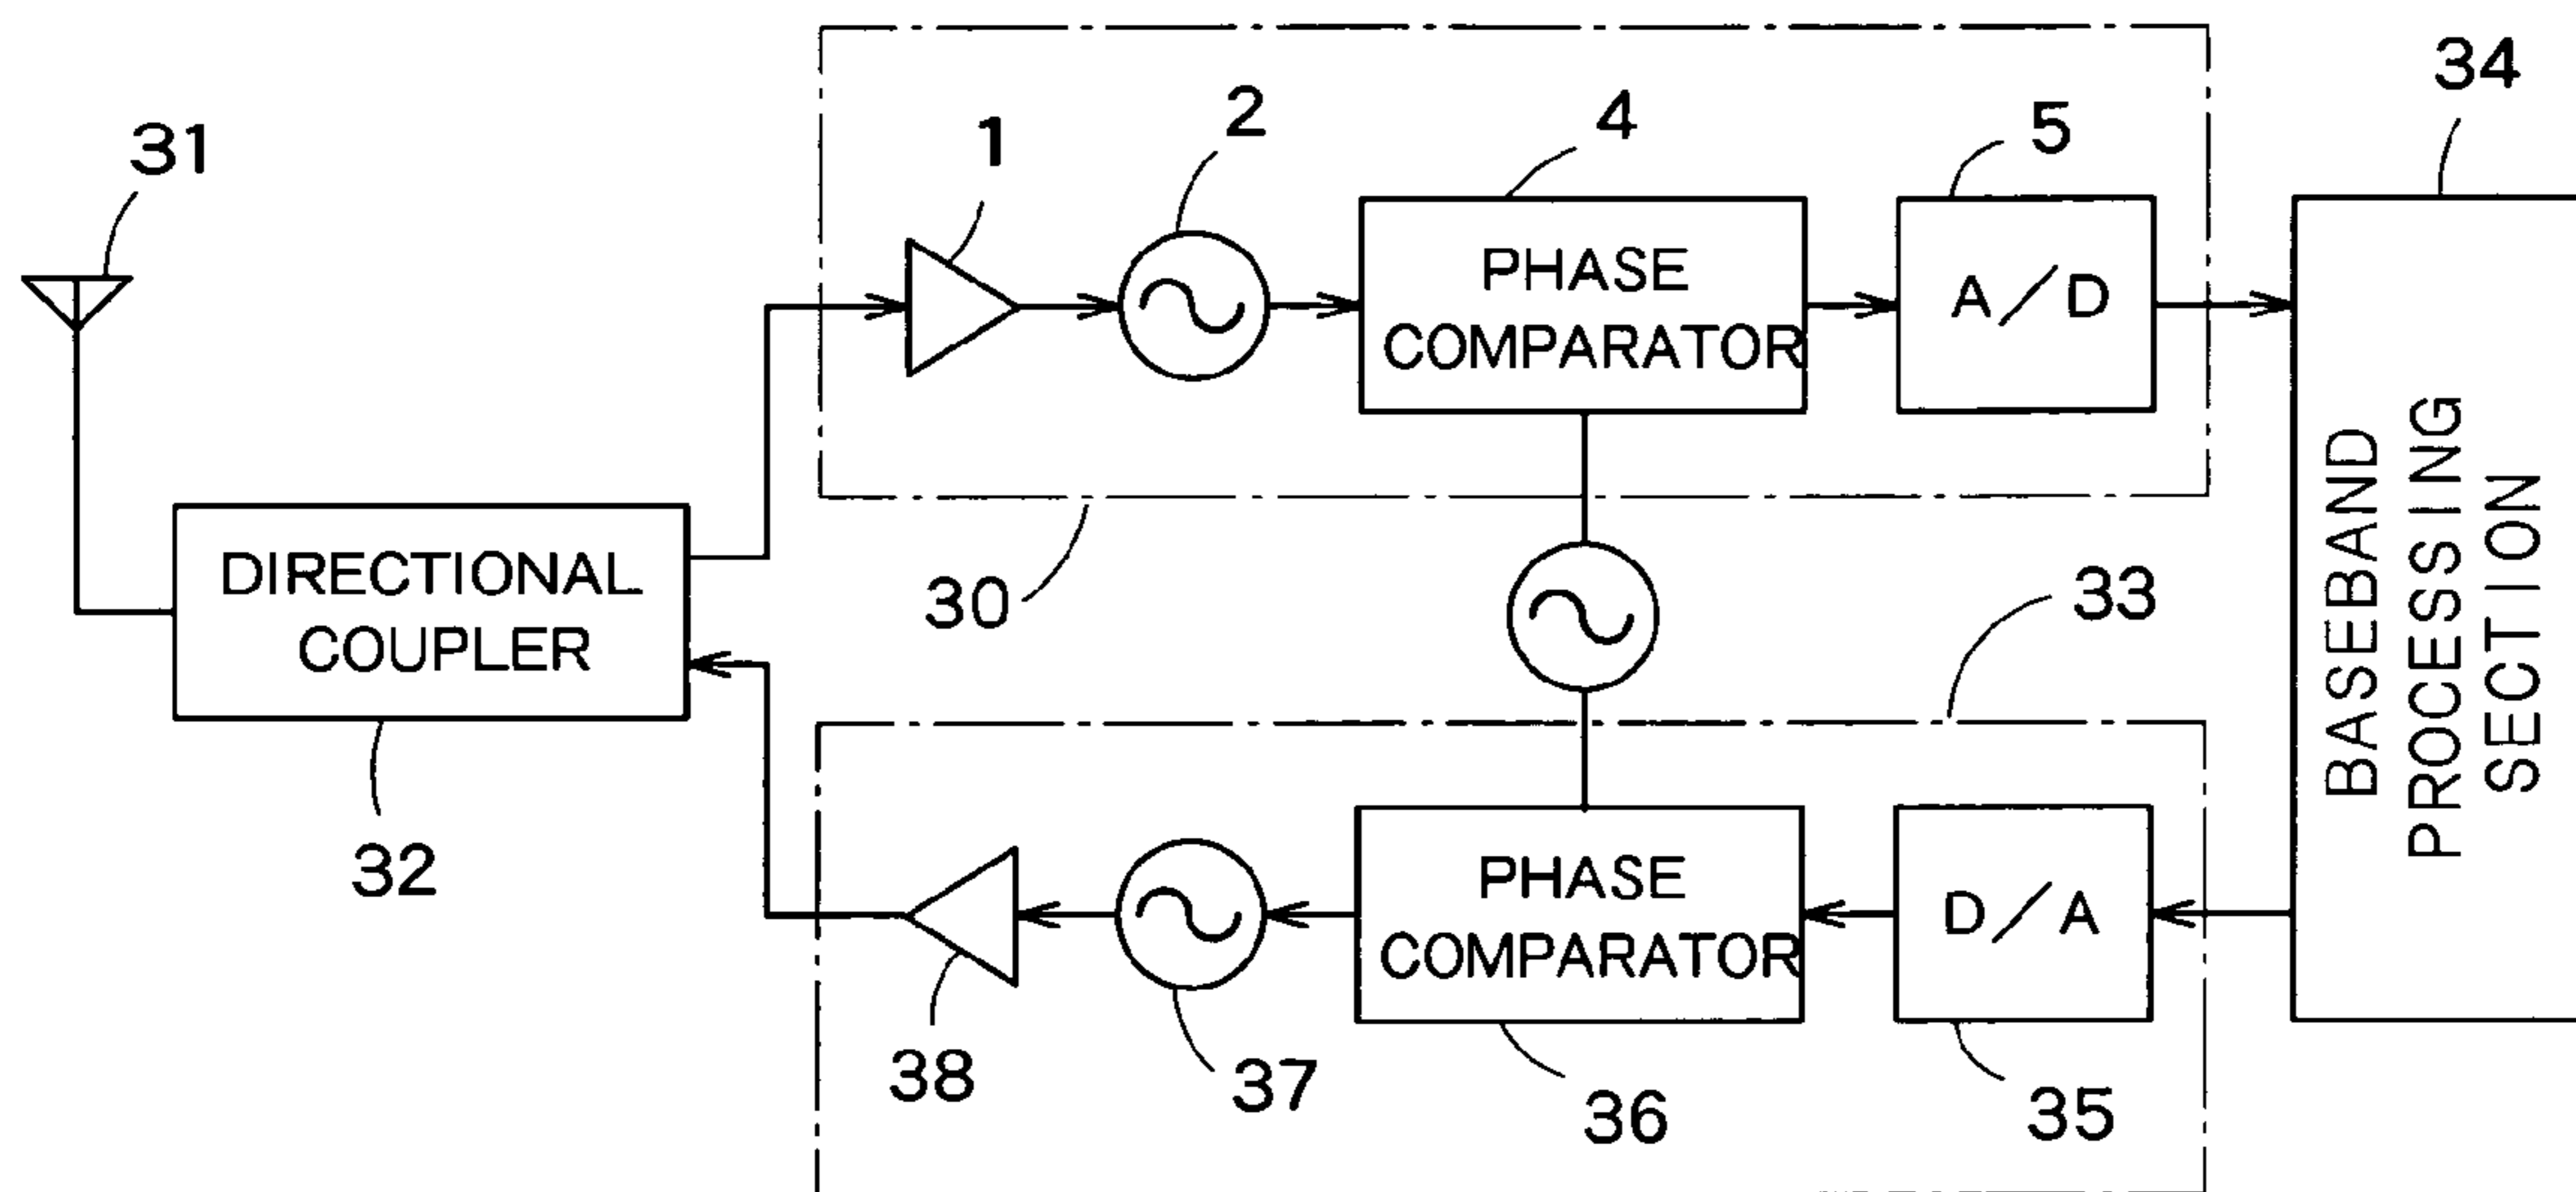 31
1
2
4
5
34
PHASE
COMPARATOR
A/D
DIRECTIONAL
COUPLER
30
33
BASEBAND
PROCESSING
SECTION
32
PHASE
COMPARATOR
D/A
38
37
36
35